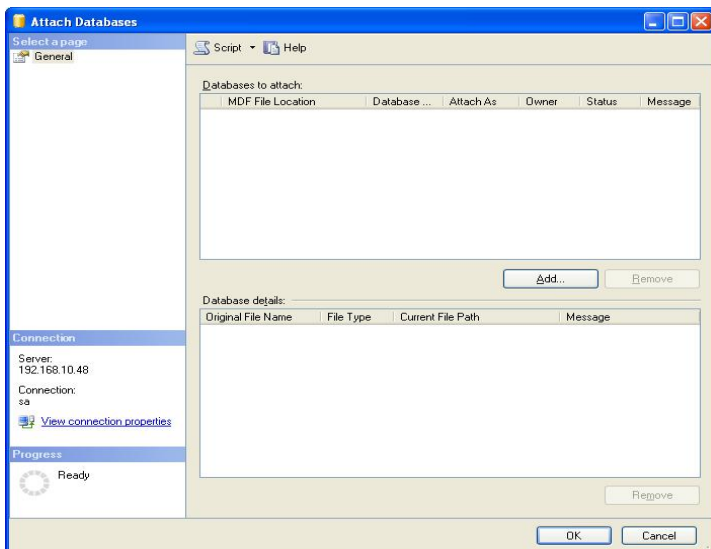 Attach Databases
Select a page
General
Script Help
Databases to attach:
MDF File Location Database ... Attach As Owner Status Message
Add... Remove
Database details:
Original File Name File Type Current File Path Message
Connection
Server:
192.168.10.48
Connection:
sa
View connection properties
Progress
Ready
Remove
OK Cancel